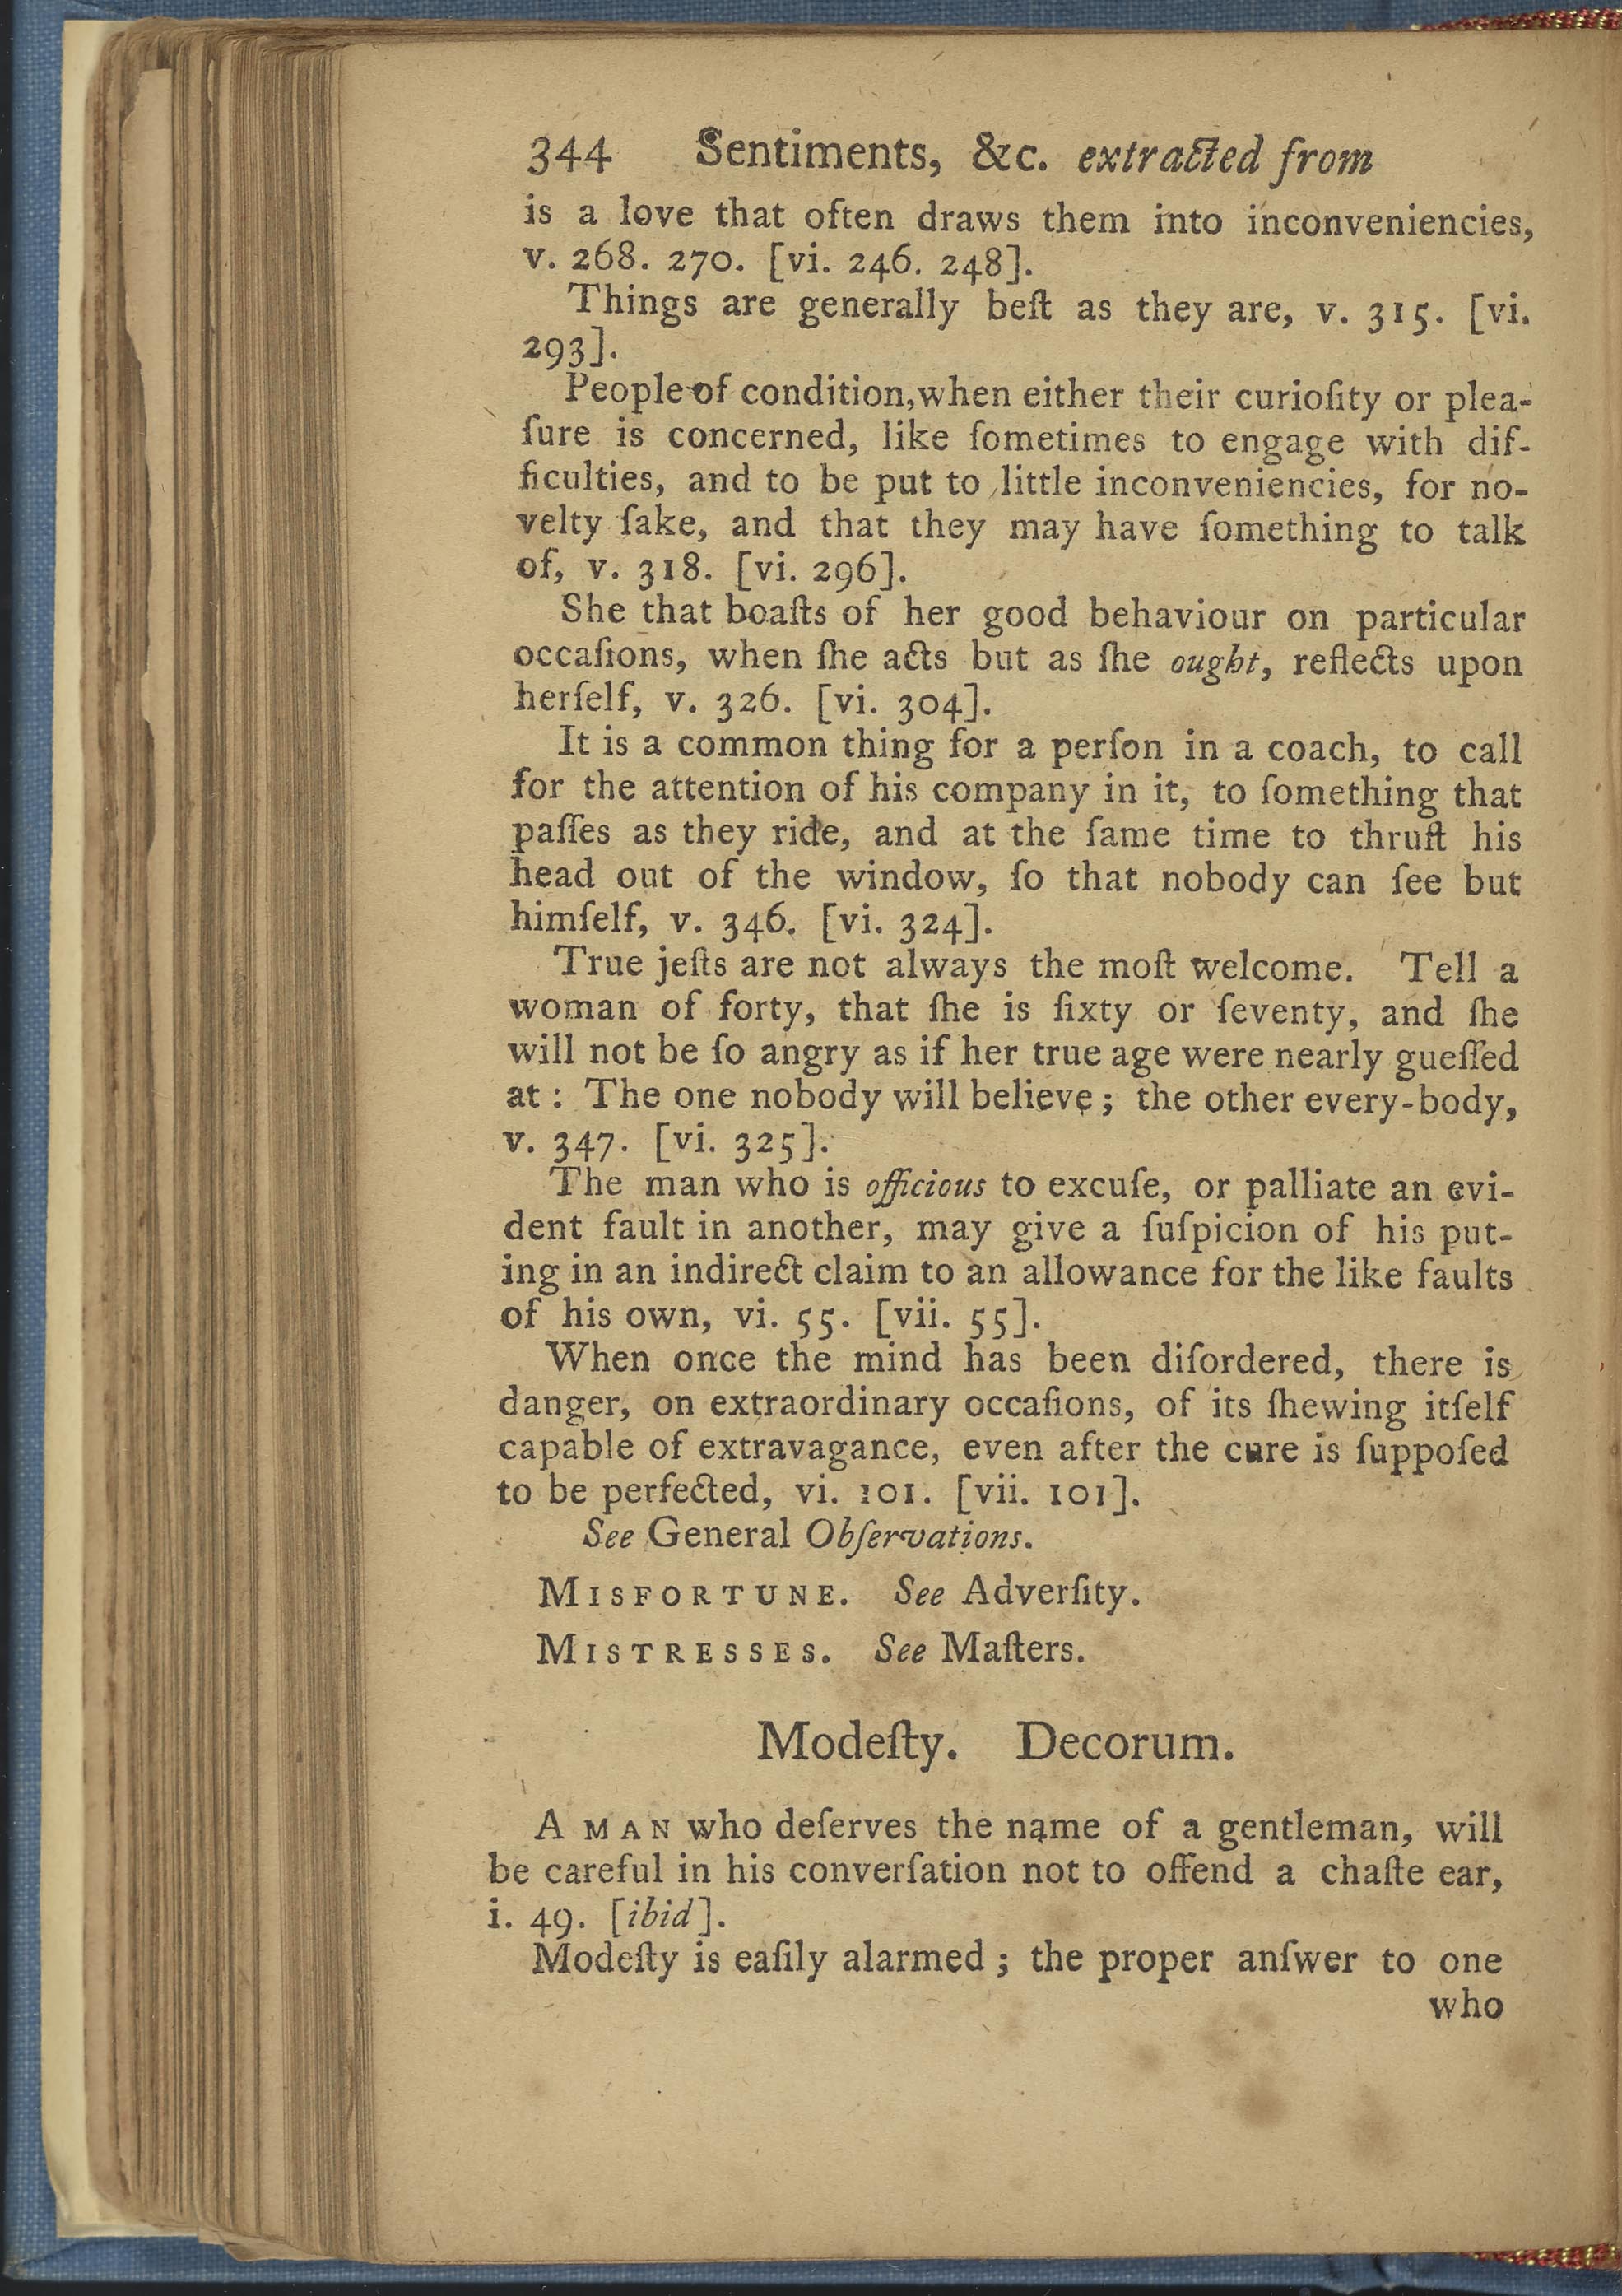 344 Sentiments, &c. extracted from
is a love that often draws them into inconveniencies,
v. 268. 270. [vi. 246. 248].
Things are generally beſt as they are, v. 315. [vi.
293].
People of condition, when either their curioſity or plea-
ſure is concerned, like ſometimes to engage with dif-
ficulties, and to be put to little inconveniencies, for no-
velty ſake, and that they may have ſomething to talk
of, v. 318. [vi. 296].
She that boaſts of her good behaviour on particular
occaſions, when ſhe acts but as ſhe ought, reflects upon
herſelf, v. 326. [vi. 304].
It is a common thing for a perſon in a coach, to call
for the attention of his company in it, to ſomething that
paſſes as they ride, and at the ſame time to thruſt his
head out of the window, ſo that nobody can ſee but
himſelf, v. 346. [vi. 324].
True jeſts are not always the moſt welcome. Tell a
woman of forty, that ſhe is ſixty or ſeventy, and ſhe
will not be ſo angry as if her true age were nearly gueſſed
at: The one nobody will believe; the other every-body,
v. 347. [vi. 325].
The man who is officious to excuſe, or palliate an evi-
dent fault in another, may give a ſuſpicion of his put-
ing in an indirect claim to an allowance for the like faults
of his own, vi. 55. [vii. 55].
When once the mind has been diſordered, there is
danger, on extraordinary occaſions, of its ſhewing itſelf
capable of extravagance, even after the cure is ſuppoſed
to be perfected, vi. 101. [vii. 101].
See General Obſervations.
MISFORTUNE. See Adverſity.
MISTRESSES. See Maſters.
Modeſty. Decorum.
A MAN who deſerves the name of a gentleman, will
be careful in his converſation not to offend a chaſte ear,
i. 49. [ibid].
Modeſty is eaſily alarmed; the proper anſwer to one
who